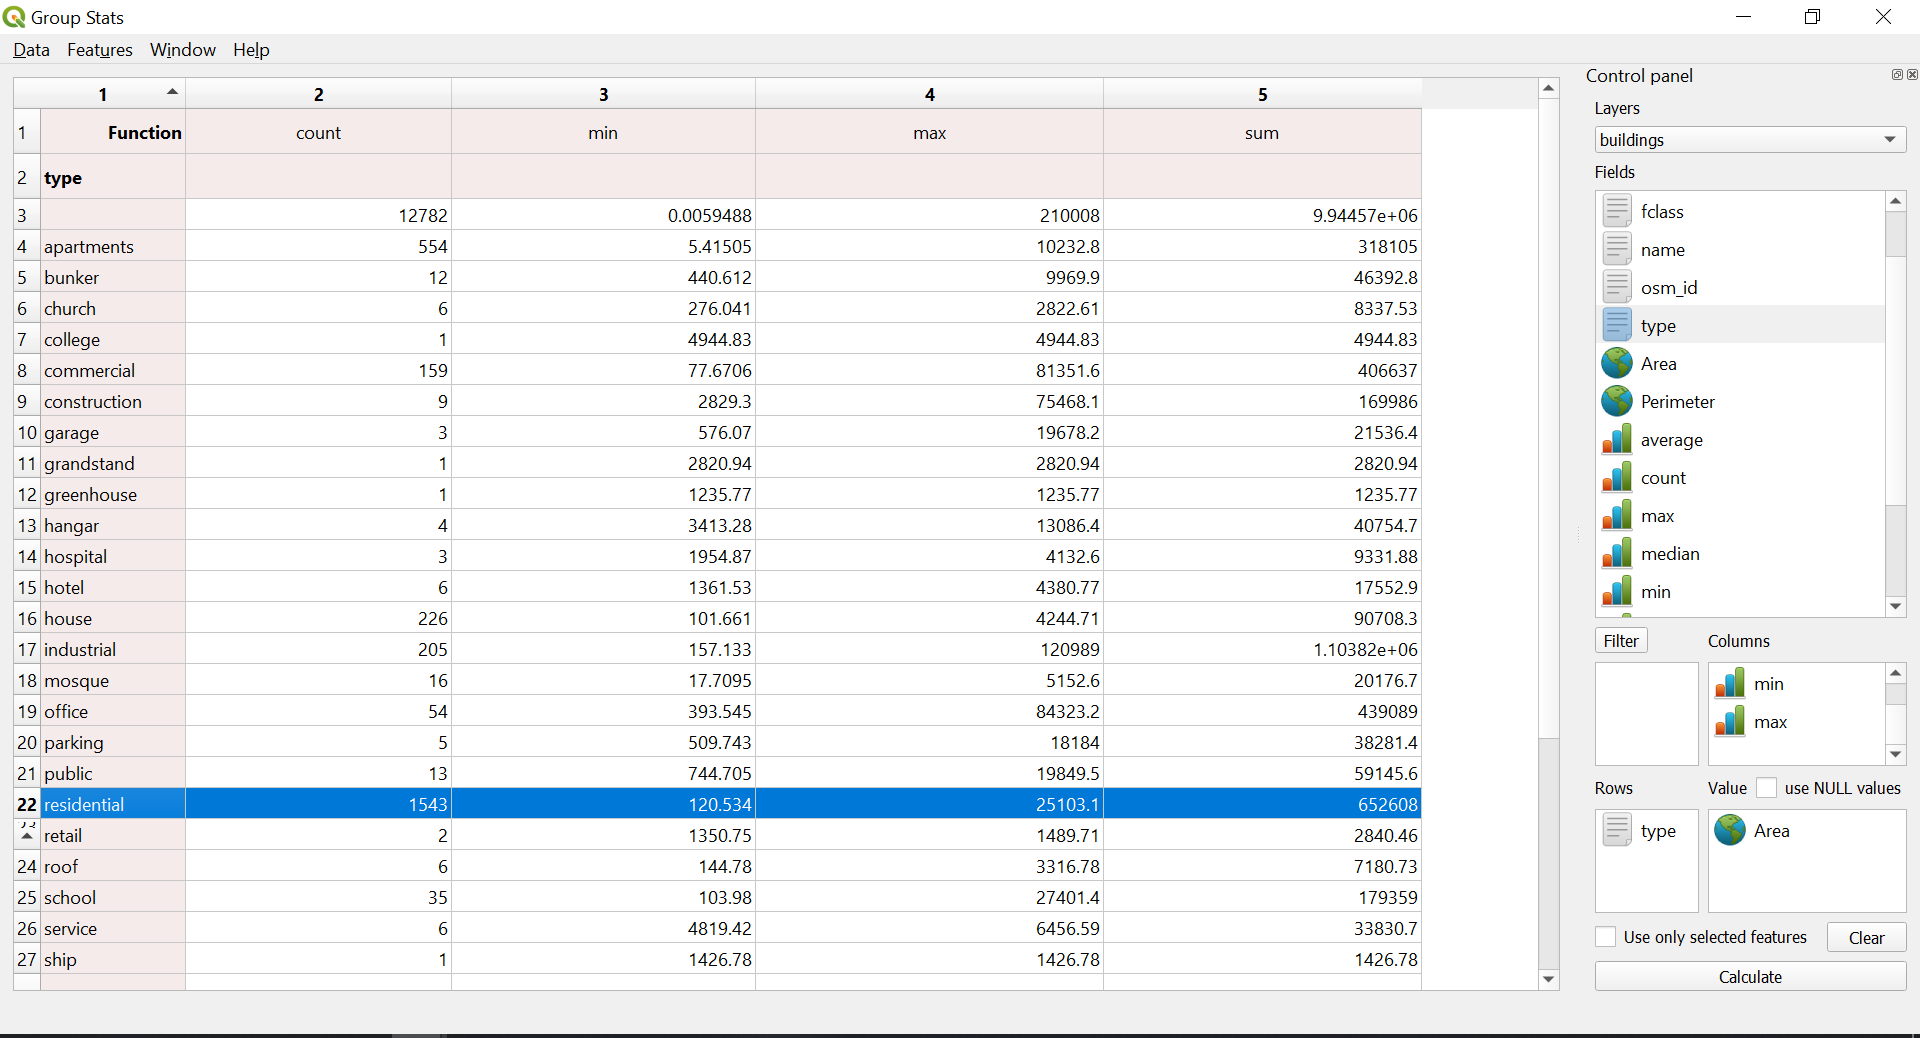 Group Stats
Data Features Window Help
1 2 3 4 5
1 Function count min max sum
2 type
3 12782 0.0059488 210008 9.94457e+06
4 apartments 554 5.41505 10232.8 318105
5 bunker 12 440.612 9969.9 46392.8
6 church 6 276.041 2822.61 8337.53
7 college 1 4944.83 4944.83 4944.83
8 commercial 159 77.6706 81351.6 406637
9 construction 9 2829.3 75468.1 169986
10 garage 3 576.07 19678.2 21536.4
11 grandstand 1 2820.94 2820.94 2820.94
12 greenhouse 1 1235.77 1235.77 1235.77
13 hangar 4 3413.28 13086.4 40754.7
14 hospital 3 1954.87 4132.6 9331.88
15 hotel 6 1361.53 4380.77 17552.9
16 house 226 101.661 4244.71 90708.3
17 industrial 205 157.133 120989 1.10382e+06
18 mosque 16 17.7095 5152.6 20176.7
19 office 54 393.545 84323.2 439089
20 parking 5 509.743 18184 38281.4
21 public 13 744.705 19849.5 59145.6
22 residential 1543 120.534 25103.1 652608
retail 2 1350.75 1489.71 2840.46
24 roof 6 144.78 3316.78 7180.73
25 school 35 103.98 27401.4 179359
26 service 6 4819.42 6456.59 33830.7
27 ship 1 1426.78 1426.78 1426.78
Control panel
Layers
buildings
Fields
fclass
name
osm_id
type
Area
Perimeter
average
count
max
median
min
Filter Columns
min
max
Rows Value use NULL values
type Area
Use only selected features Clear
Calculate